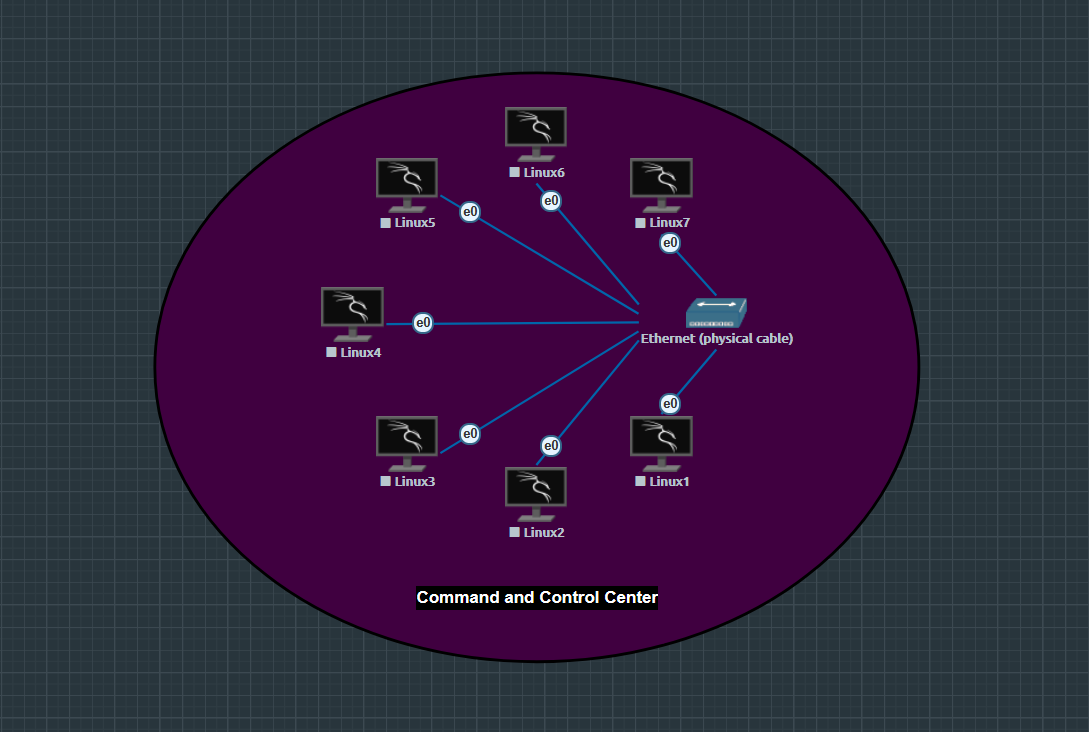 Linux6
e0
Linux5
e0
Linux7
e0
Linux4
e0
Ethernet (physical cable)
e0
Linux3
e0
Linux2
e0
Linux1
Command and Control Center